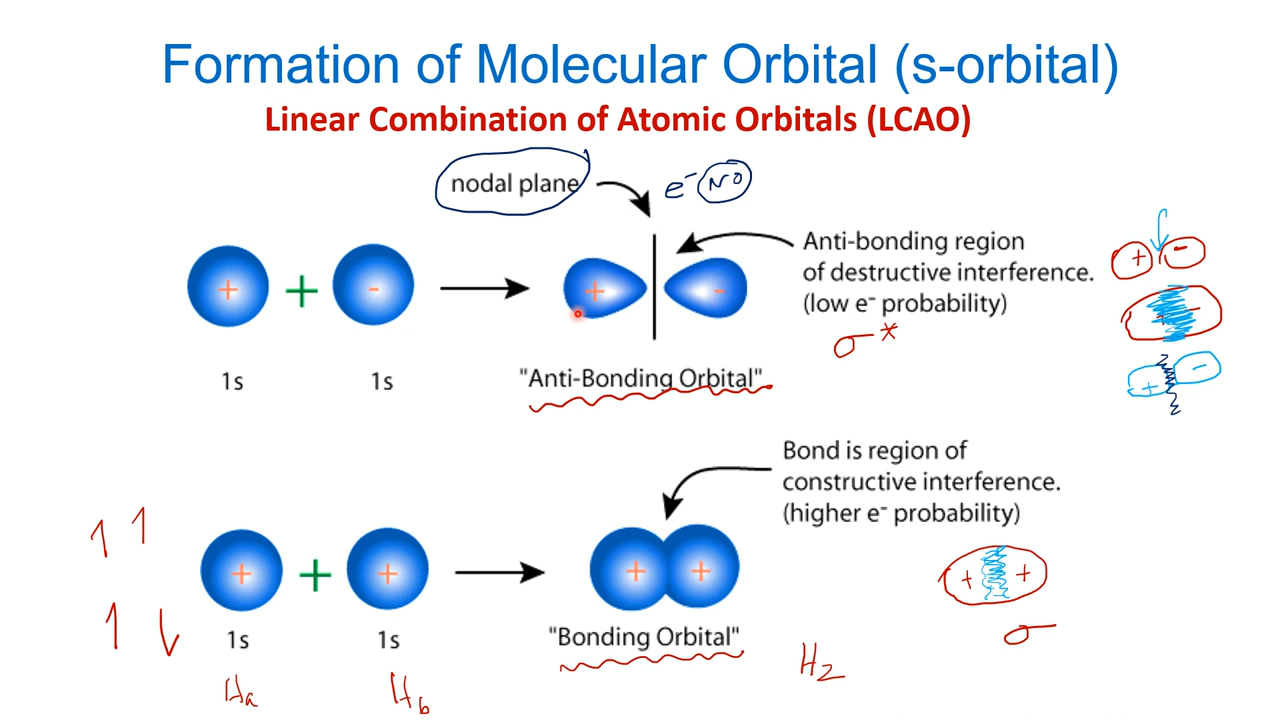 Formation of Molecular Orbital (s-orbital)
Linear Combination of Atomic Orbitals (LCAO)
nodal plane
e⁻ NO
+ + -
+ -
Anti-bonding region
of destructive interference.
(low e⁻ probability)
σ*
+ -
+ -
1s 1s
"Anti-Bonding Orbital"
Bond is region of
constructive interference.
(higher e⁻ probability)
↑ ↑
+ + +
+ +
+ +
↑ ↓
1s 1s
"Bonding Orbital"
σ
Ha Hb
H2